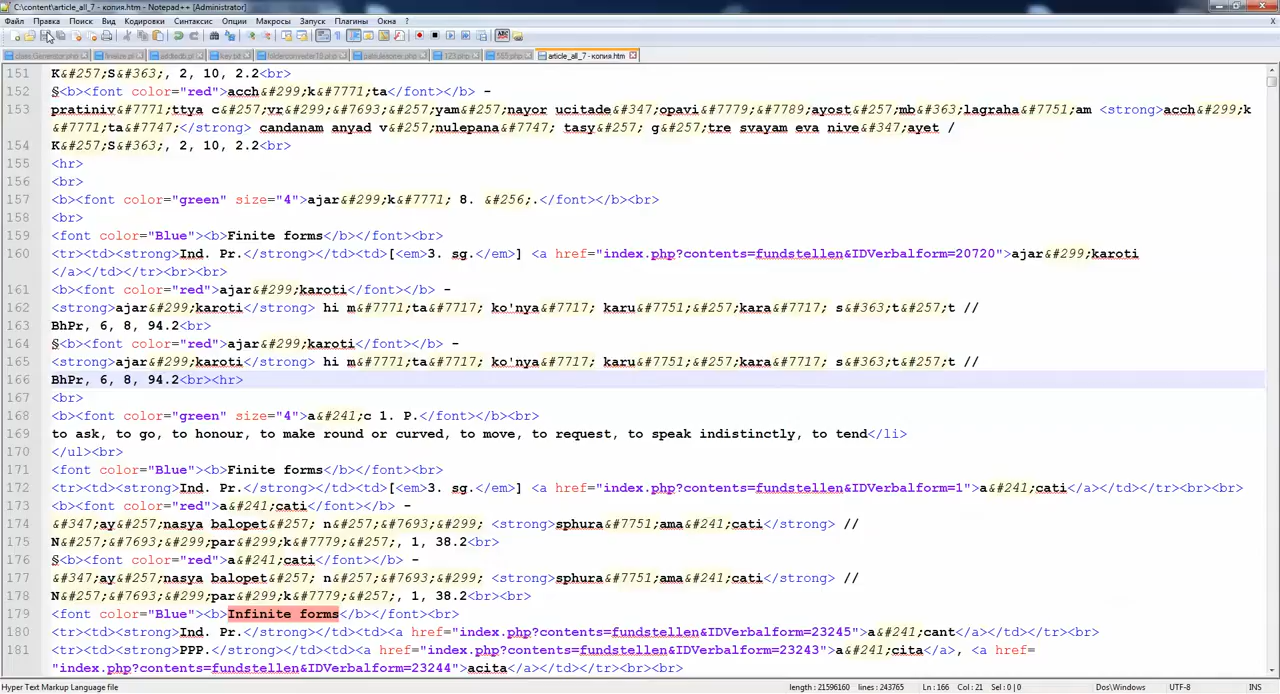 C:\content\article_all_7 - копия.htm - Notepad++ [Administrator]
Файл Правка Поиск Вид Кодировки Синтаксис Опции Макросы Запуск Плагины Окна ? X
article_all_7 - копия.htm
151 K&#257;S&#363;, 2, 10, 2.2<br>
152 §<b><font color="red">acch&#299;k&#7771;ta</font></b> -
153 pratiniv&#7771;ttya c&#257;vr&#299;&#7693;&#257;yam&#257;nayor ucitade&#347;opavi&#7779;&#7789;ayost&#257;mb&#363;lagraha&#7751;am <strong>acch&#299;k
&#7771;ta&#7747;</strong> candanam anyad v&#257;nulepana&#7747; tasy&#257; g&#257;tre svayam eva nive&#347;ayet /
154 K&#257;S&#363;, 2, 10, 2.2<br>
155 <hr>
156 <br>
157 <b><font color="green" size="4">ajar&#299;k&#7771; 8. &#256;.</font></b><br>
158 <br>
159 <font color="Blue"><b>Finite forms</b></font><br>
160 <tr><td><strong>Ind. Pr.</strong></td><td>[<em>3. sg.</em>] <a href="index.php?contents=fundstellen&IDVerbalform=20720">ajar&#299;karoti
</a></td></tr><br><br>
161 <b><font color="red">ajar&#299;karoti</font></b> -
162 <strong>ajar&#299;karoti</strong> hi m&#7771;ta&#7717; ko'nya&#7717; karu&#7751;&#257;kara&#7717; s&#363;t&#257;t //
163 BhPr, 6, 8, 94.2<br>
164 §<b><font color="red">ajar&#299;karoti</font></b> -
165 <strong>ajar&#299;karoti</strong> hi m&#7771;ta&#7717; ko'nya&#7717; karu&#7751;&#257;kara&#7717; s&#363;t&#257;t //
166 BhPr, 6, 8, 94.2<br><hr>
167 <br>
168 <b><font color="green" size="4">a&#241;c 1. P.</font></b><br>
169 to ask, to go, to honour, to make round or curved, to move, to request, to speak indistinctly, to tend</li>
170 </ul><br>
171 <font color="Blue"><b>Finite forms</b></font><br>
172 <tr><td><strong>Ind. Pr.</strong></td><td>[<em>3. sg.</em>] <a href="index.php?contents=fundstellen&IDVerbalform=1">a&#241;cati</a></td></tr><br><br>
173 <b><font color="red">a&#241;cati</font></b> -
174 &#347;ay&#257;nasya balopet&#257; n&#257;&#7693;&#299; <strong>sphura&#7751;ama&#241;cati</strong> //
175 N&#257;&#7693;&#299;par&#299;k&#7779;&#257;, 1, 38.2<br>
176 §<b><font color="red">a&#241;cati</font></b> -
177 &#347;ay&#257;nasya balopet&#257; n&#257;&#7693;&#299; <strong>sphura&#7751;ama&#241;cati</strong> //
178 N&#257;&#7693;&#299;par&#299;k&#7779;&#257;, 1, 38.2<br><br>
179 <font color="Blue"><b>Infinite forms</b></font><br>
180 <tr><td><strong>Ind. Pr.</strong></td><td><a href="index.php?contents=fundstellen&IDVerbalform=23245">a&#241;cant</a></td></tr><br>
181 <tr><td><strong>PPP.</strong></td><td><a href="index.php?contents=fundstellen&IDVerbalform=23243">a&#241;cita</a>, <a href=
"index.php?contents=fundstellen&IDVerbalform=23244">acita</a></td></tr><br><br>
Hyper Text Markup Language file length : 21596160 lines : 243765 Ln : 166 Col : 21 Sel : 0 | 0 Dos\Windows UTF-8 INS